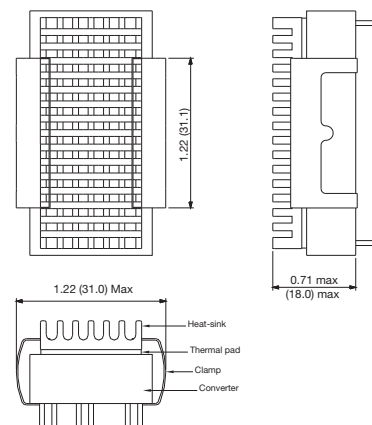 1.22 (31.1)
0.71 max
(18.0) max
1.22 (31.0) Max
Heat-sink
Thermal pad
Clamp
Converter